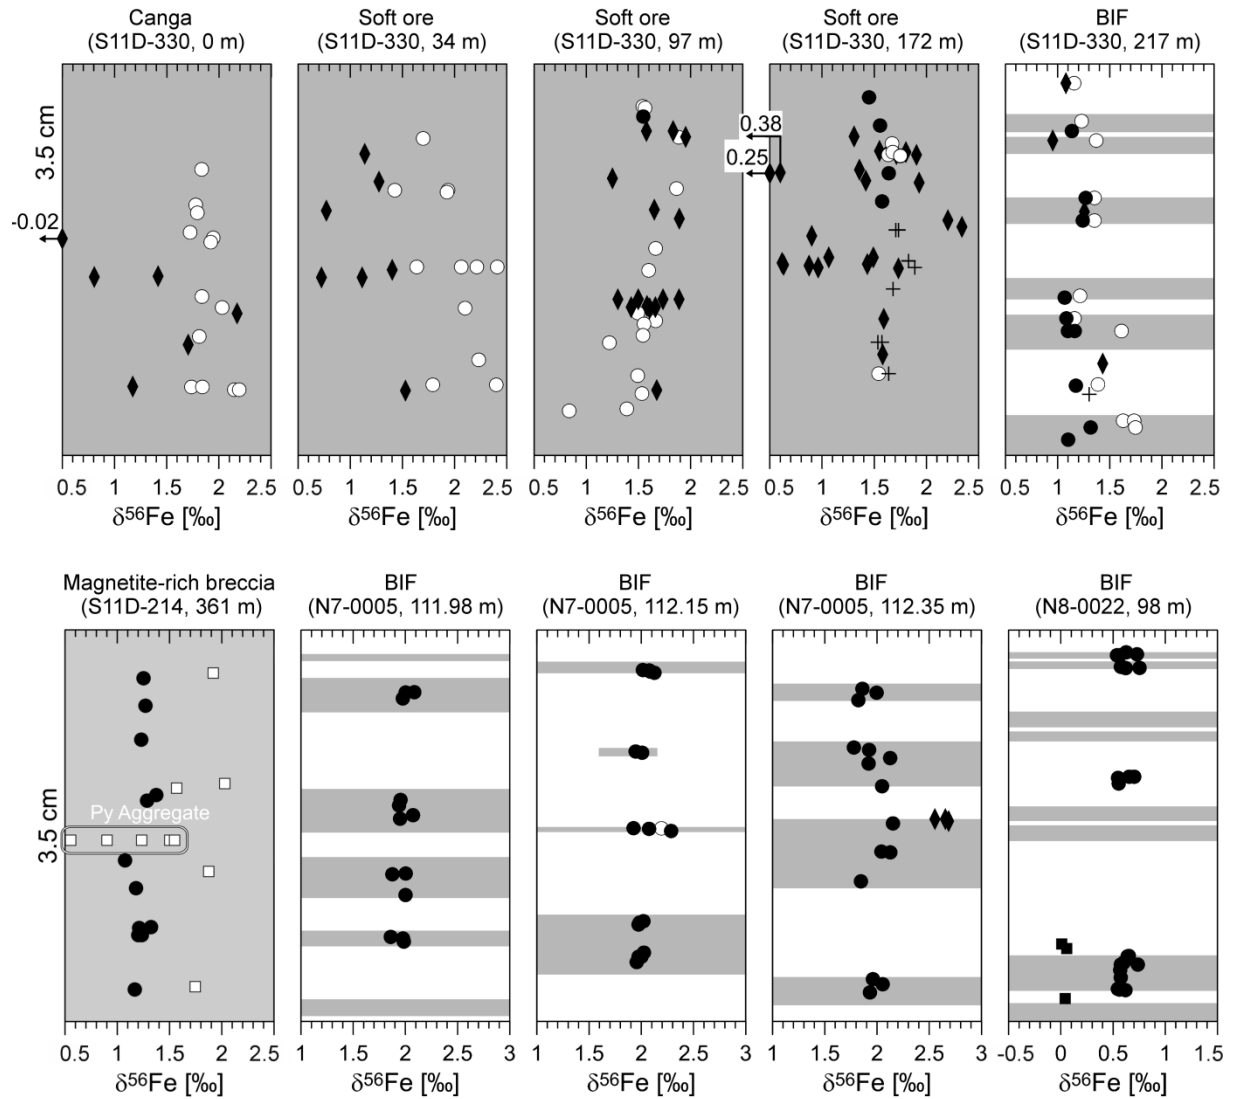 Canga
(S11D-330, 0 m)
Soft ore
(S11D-330, 34 m)
Soft ore
(S11D-330, 97 m)
Soft ore
(S11D-330, 172 m)
BIF
(S11D-330, 217 m)
3.5 cm
-0.02
0.38
0.25
0.5 1 1.5 2 2.5
0.5 1 1.5 2 2.5
0.5 1 1.5 2 2.5
0.5 1 1.5 2 2.5
0.5 1 1.5 2 2.5
δ⁵⁶Fe [‰]
δ⁵⁶Fe [‰]
δ⁵⁶Fe [‰]
δ⁵⁶Fe [‰]
δ⁵⁶Fe [‰]
Magnetite-rich breccia
(S11D-214, 361 m)
BIF
(N7-0005, 111.98 m)
BIF
(N7-0005, 112.15 m)
BIF
(N7-0005, 112.35 m)
BIF
(N8-0022, 98 m)
3.5 cm
Py Aggregate
0.5 1 1.5 2 2.5
1 1.5 2 2.5 3
1 1.5 2 2.5 3
1 1.5 2 2.5 3
-0.5 0 0.5 1 1.5
δ⁵⁶Fe [‰]
δ⁵⁶Fe [‰]
δ⁵⁶Fe [‰]
δ⁵⁶Fe [‰]
δ⁵⁶Fe [‰]